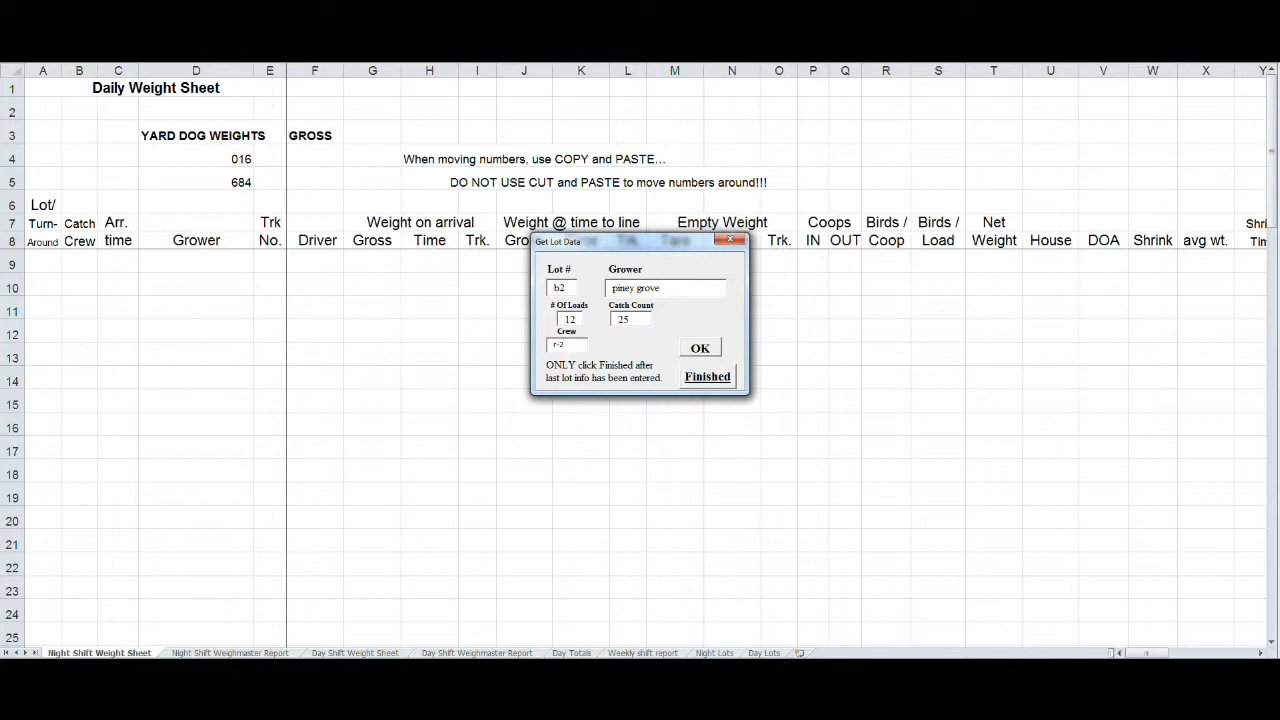 A B C D E F G H I J K L M N O P Q R S T U V W X Y
1 Daily Weight Sheet
2
3 YARD DOG WEIGHTS GROSS
4 016 When moving numbers, use COPY and PASTE...
5 684 DO NOT USE CUT and PASTE to move numbers around!!!
6 Lot/
7 Turn- Catch Arr. Trk Weight on arrival Weight @ time to line Empty Weight Coops Birds / Birds / Net Shri
8 Around Crew time Grower No. Driver Gross Time Trk. Gro Trk. IN OUT Coop Load Weight House DOA Shrink avg wt. Tim
9
10
11
12
13
14
15
16
17
18
19
20
21
22
23
24
25
Get Lot Data
Lot # Grower
b2 piney grove
# Of Loads Catch Count
12 25
Crew
r-2
OK
ONLY click Finished after
last lot info has been entered.
Finished
Night Shift Weight Sheet Night Shift Weighmaster Report Day Shift Weight Sheet Day Shift Weighmaster Report Day Totals Weekly shift report Night Lots Day Lots